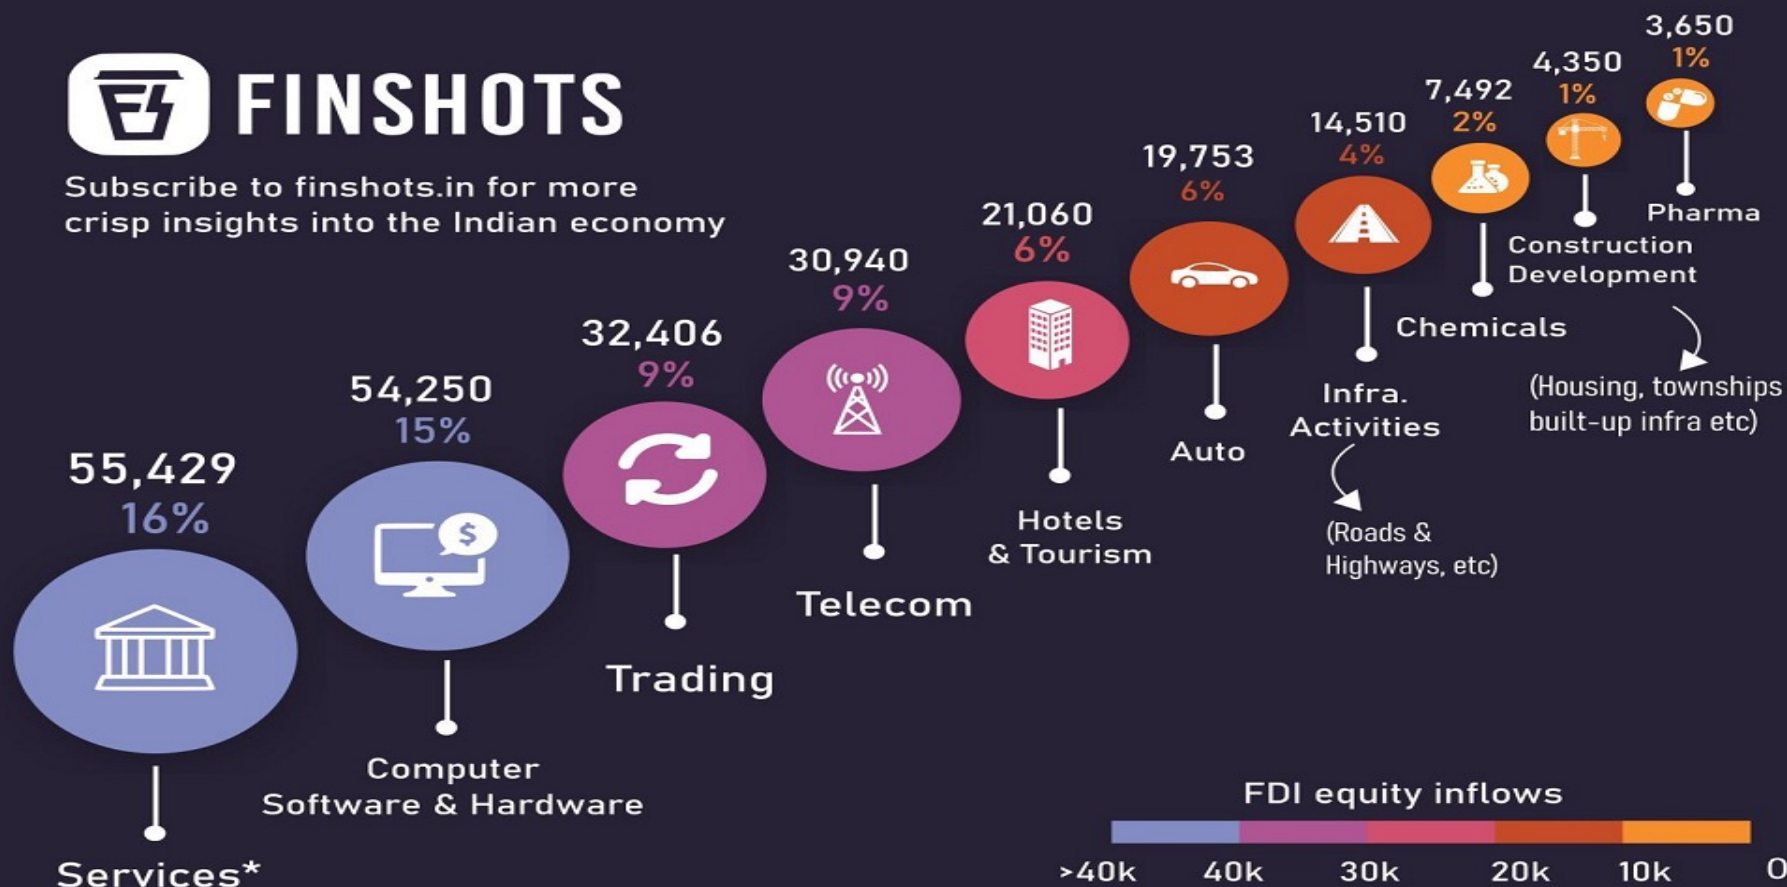 FINSHOTS
Subscribe to finshots.in for more
crisp insights into the Indian economy
55,429
16%
Services*
54,250
15%
$
Computer
Software & Hardware
32,406
9%
Trading
30,940
9%
Telecom
21,060
6%
Hotels
& Tourism
19,753
6%
Auto
14,510
4%
Infra.
Activities
(Roads &
Highways, etc)
7,492
2%
Chemicals
4,350
1%
Construction
Development
(Housing, townships
built-up infra etc)
3,650
1%
Pharma
FDI equity inflows
>40k 40k 30k 20k 10k 0